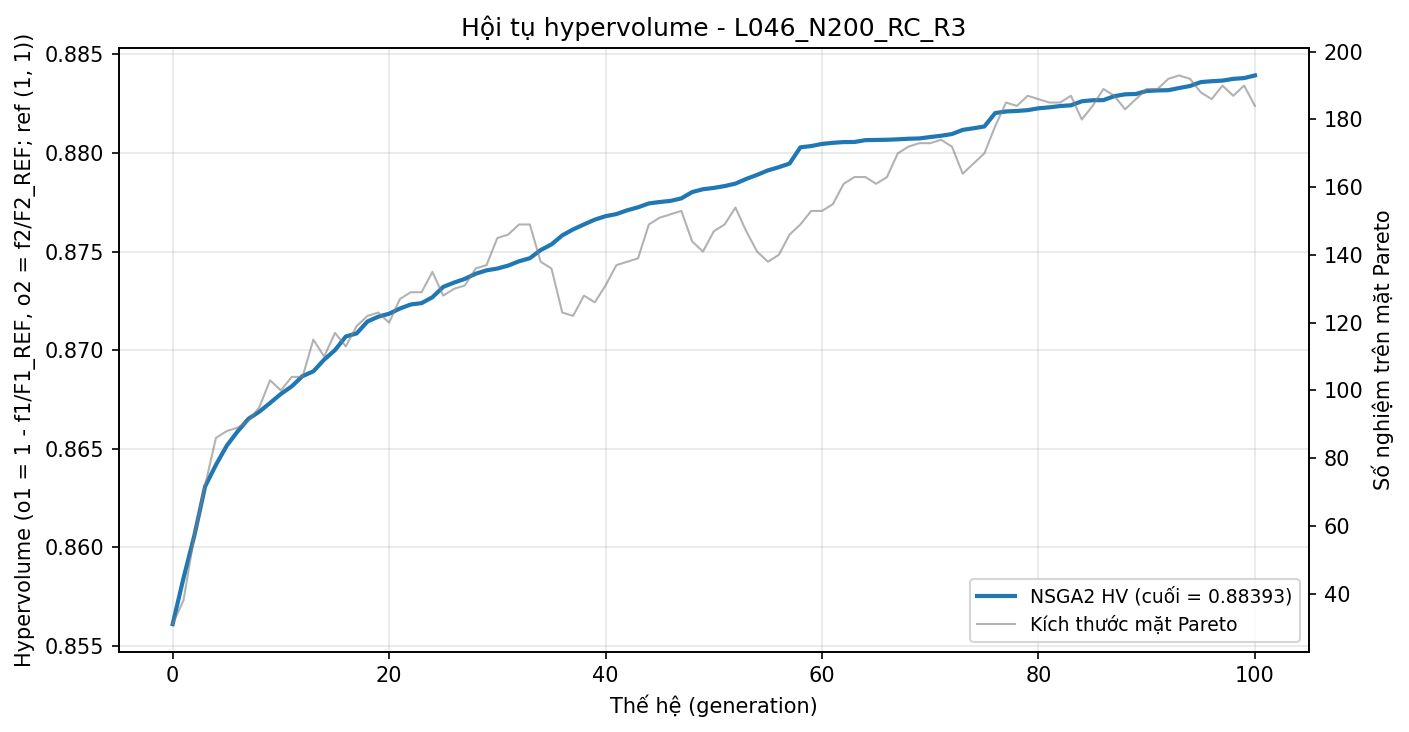 Hội tụ hypervolume - L046_N200_RC_R3
Hypervolume (o1 = 1 - f1/F1_REF, o2 = f2/F2_REF; ref (1, 1))
0.885
0.880
0.875
0.870
0.865
0.860
0.855
200
180
160
140
120
100
80
60
40
Số nghiệm trên mặt Pareto
NSGA2 HV (cuối = 0.88393)
Kích thước mặt Pareto
0 20 40 60 80 100
Thế hệ (generation)